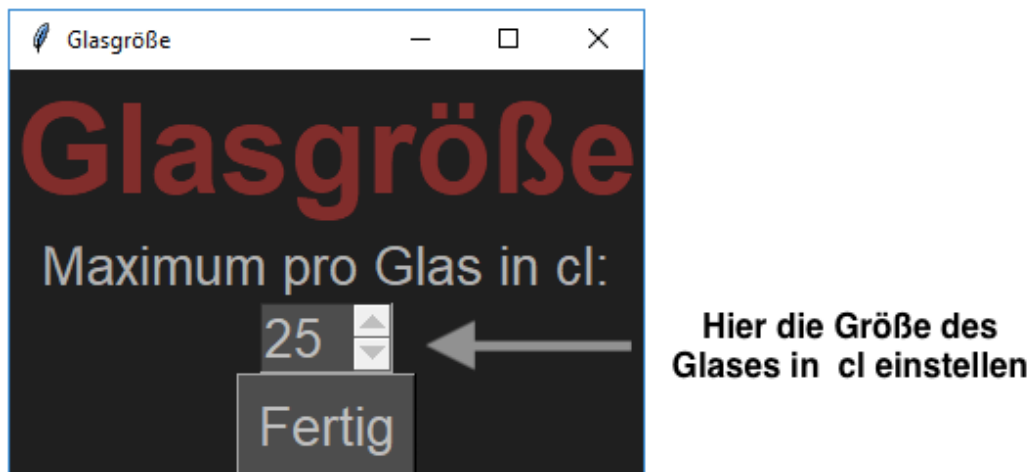 Glasgröße
Glasgröße
Maximum pro Glas in cl:
25
Hier die Größe des
Glases in  cl einstellen
Fertig